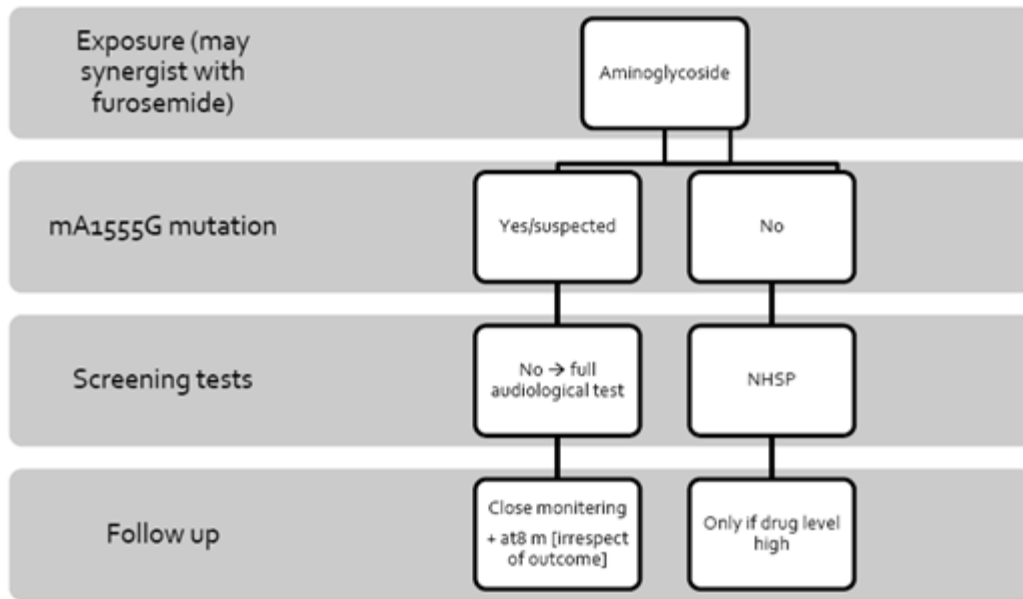 Exposure (may
synergist with
furosemide)
Aminoglycoside
mA1555G mutation
Yes/suspected
No
Screening tests
No → full
audiological test
NHSP
Follow up
Close monitering
+ at8 m [irrespect
of outcome]
Only if drug level
high